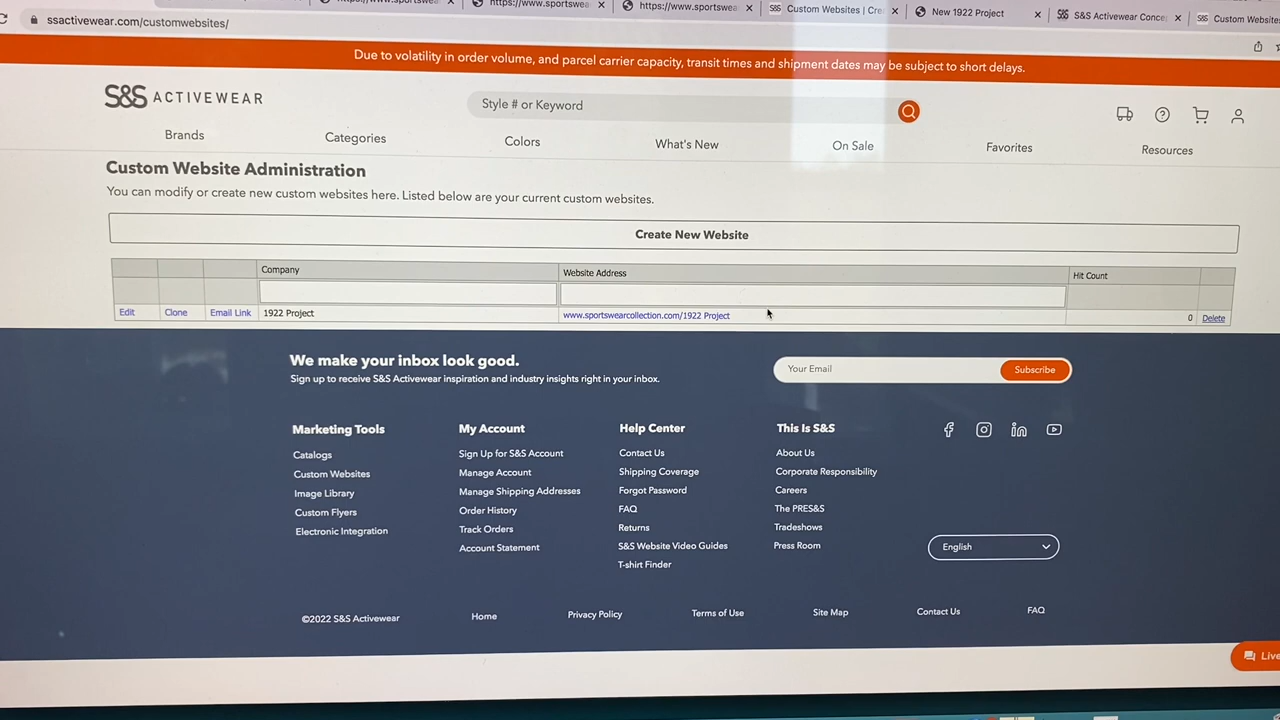 https://www.sportswea
https://www.sportswea
Custom Websites | Cre
New 1922 Project
S&S Activewear Conce
Custom Website
ssactivewear.com/customwebsites/
Due to volatility in order volume, and parcel carrier capacity, transit times and shipment dates may be subject to short delays.
S&S ACTIVEWEAR
Style # or Keyword
Brands
Categories
Colors
What's New
On Sale
Favorites
Resources
Custom Website Administration
You can modify or create new custom websites here. Listed below are your current custom websites.
Create New Website
Company
Website Address
Hit Count
Edit
Clone
Email Link
1922 Project
www.sportswearcollection.com/1922 Project
0
Delete
We make your inbox look good.
Sign up to receive S&S Activewear inspiration and industry insights right in your inbox.
Your Email
Subscribe
Marketing Tools
Catalogs
Custom Websites
Image Library
Custom Flyers
Electronic Integration
My Account
Sign Up for S&S Account
Manage Account
Manage Shipping Addresses
Order History
Track Orders
Account Statement
Help Center
Contact Us
Shipping Coverage
Forgot Password
FAQ
Returns
S&S Website Video Guides
T-shirt Finder
This Is S&S
About Us
Corporate Responsibility
Careers
The PRES&S
Tradeshows
Press Room
English
©2022 S&S Activewear
Home
Privacy Policy
Terms of Use
Site Map
Contact Us
FAQ
Live